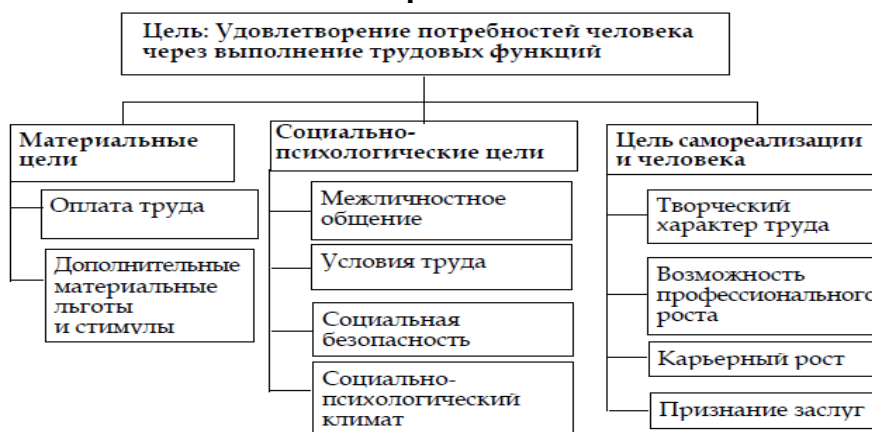 Цель: Удовлетворение потребностей человека
через выполнение трудовых функций
Материальные
цели
Оплата труда
Дополнительные
материальные
льготы
и стимулы
Социально-
психологические цели
Межличностное
общение
Условия труда
Социальная
безопасность
Социально-
психологический
климат
Цель самореализации
и человека
Творческий
характер труда
Возможность
профессионального
роста
Карьерный рост
Признание заслуг